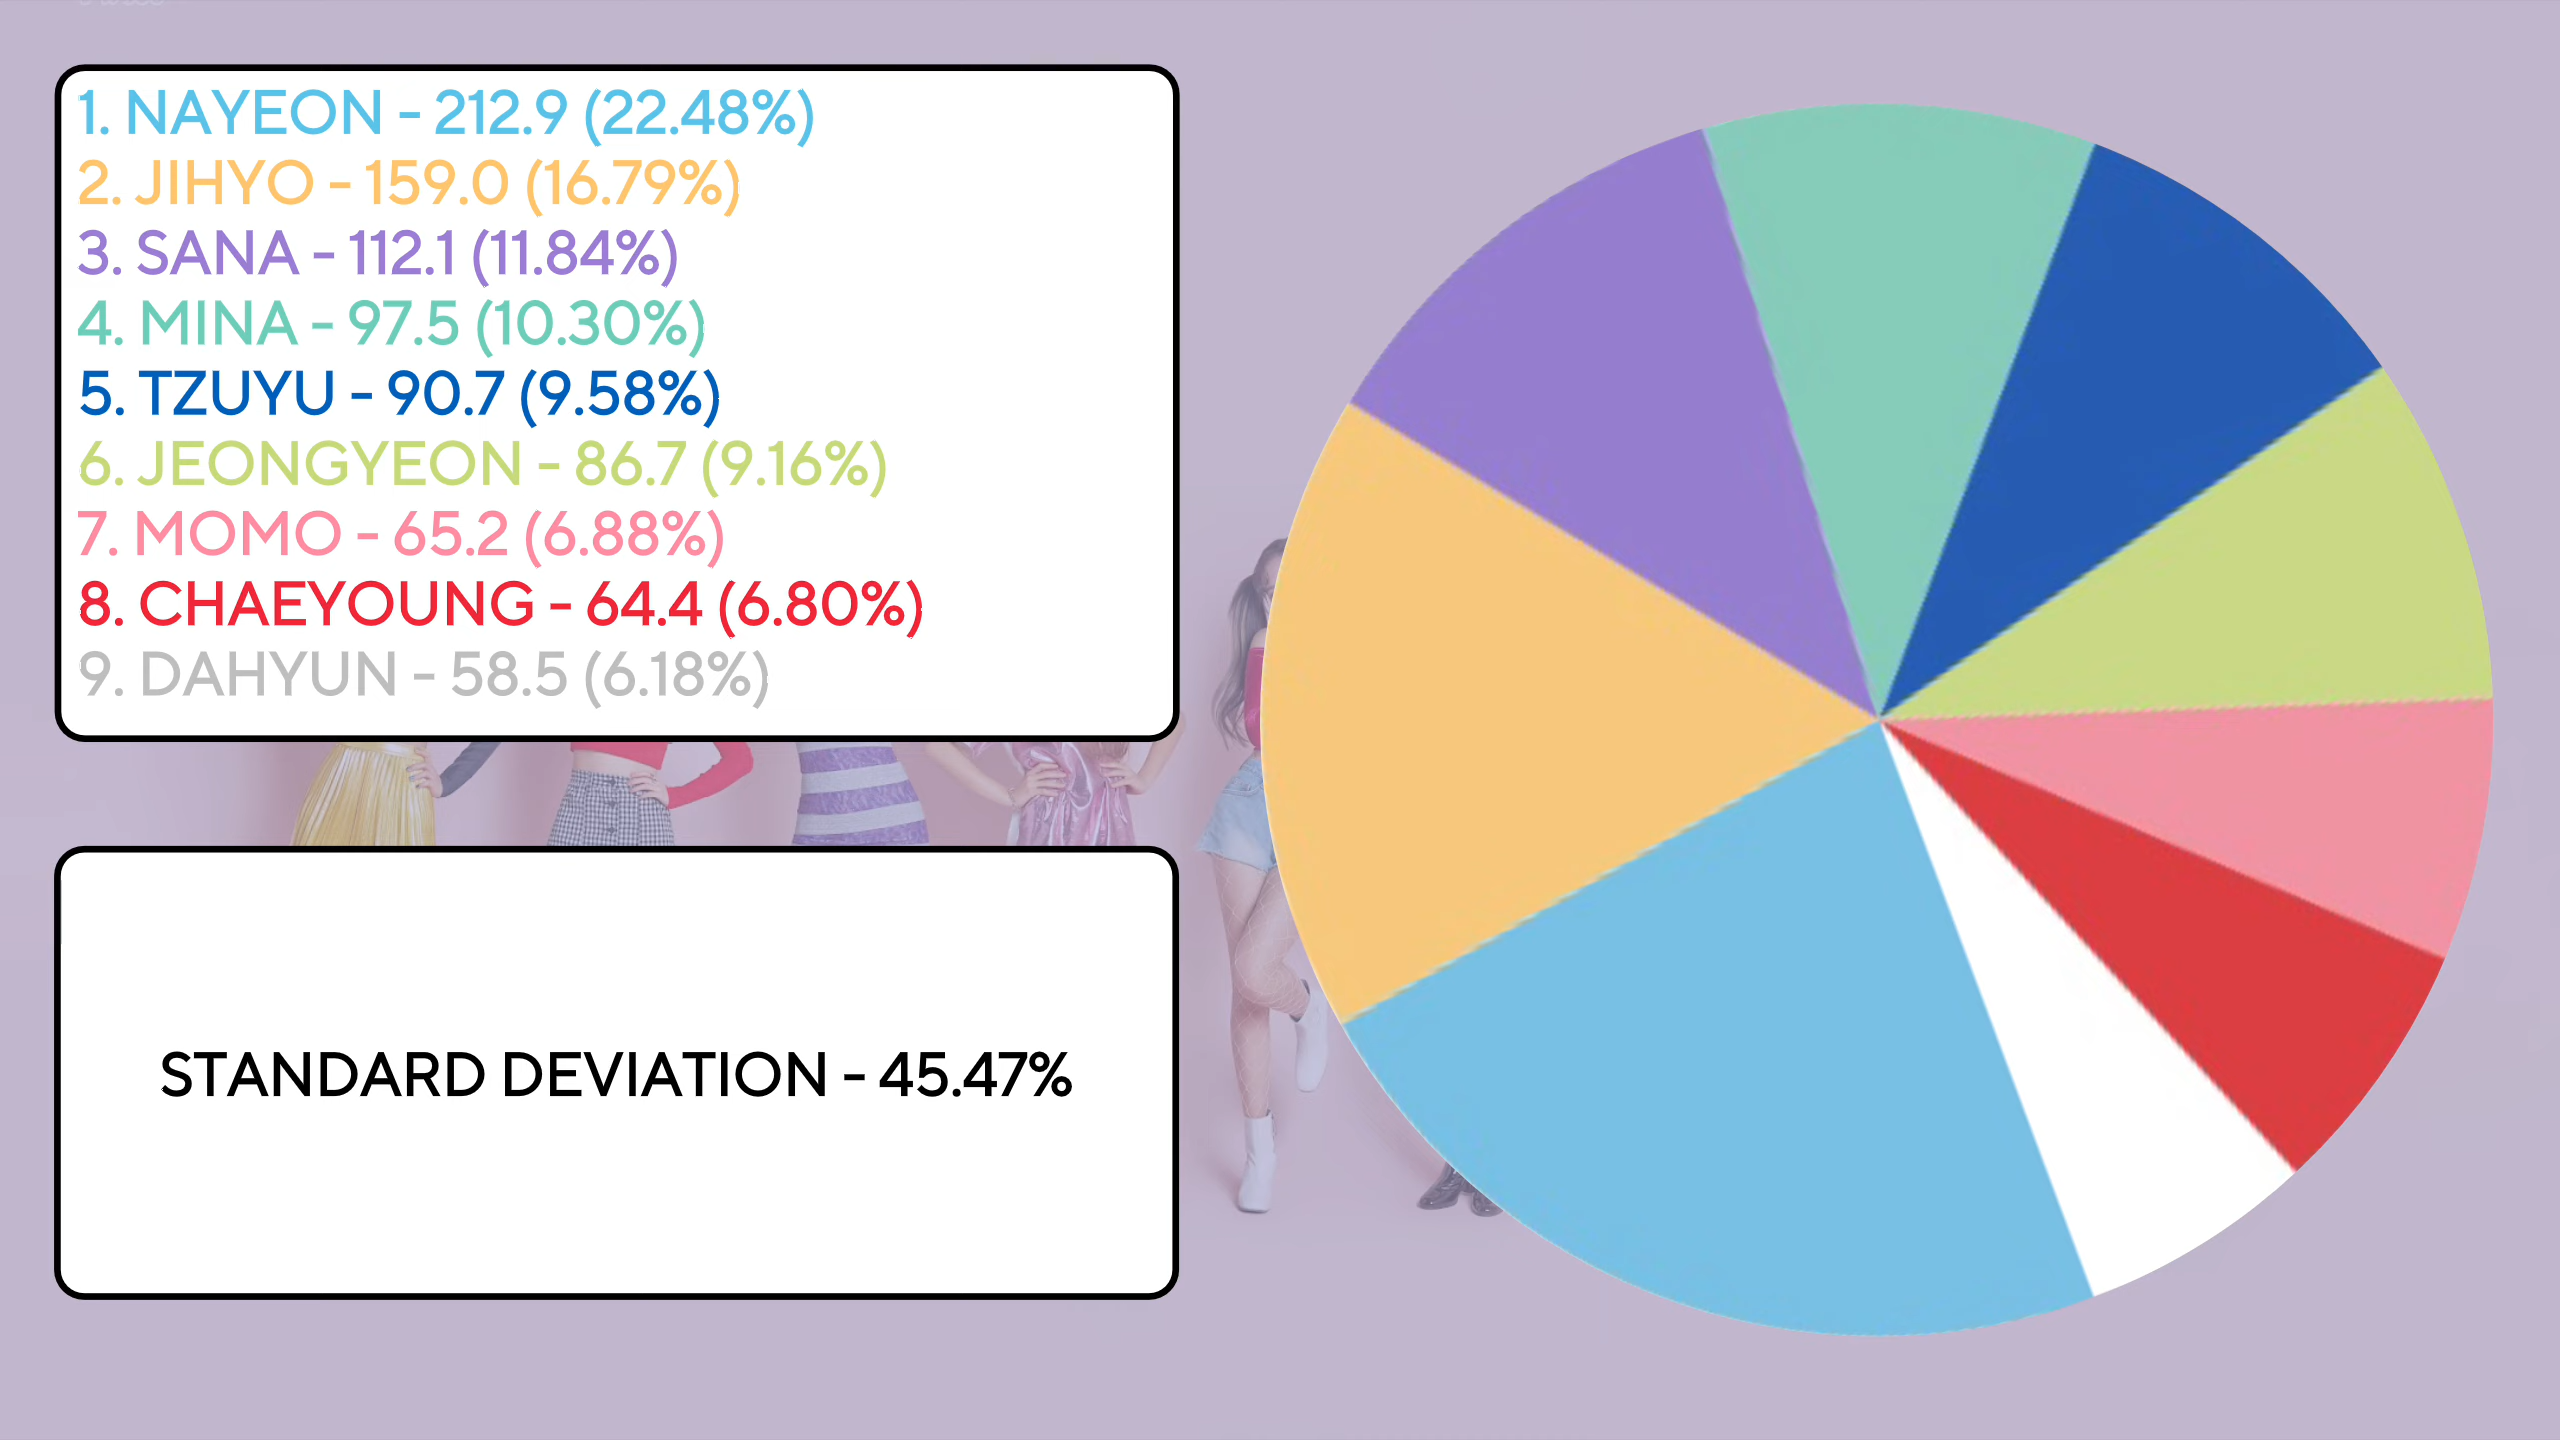 1. NAYEON - 212.9 (22.48%)
2. JIHYO - 159.0 (16.79%)
3. SANA - 112.1 (11.84%)
4. MINA - 97.5 (10.30%)
5. TZUYU - 90.7 (9.58%)
6. JEONGYEON - 86.7 (9.16%)
7. MOMO - 65.2 (6.88%)
8. CHAEYOUNG - 64.4 (6.80%)
9. DAHYUN - 58.5 (6.18%)
STANDARD DEVIATION - 45.47%